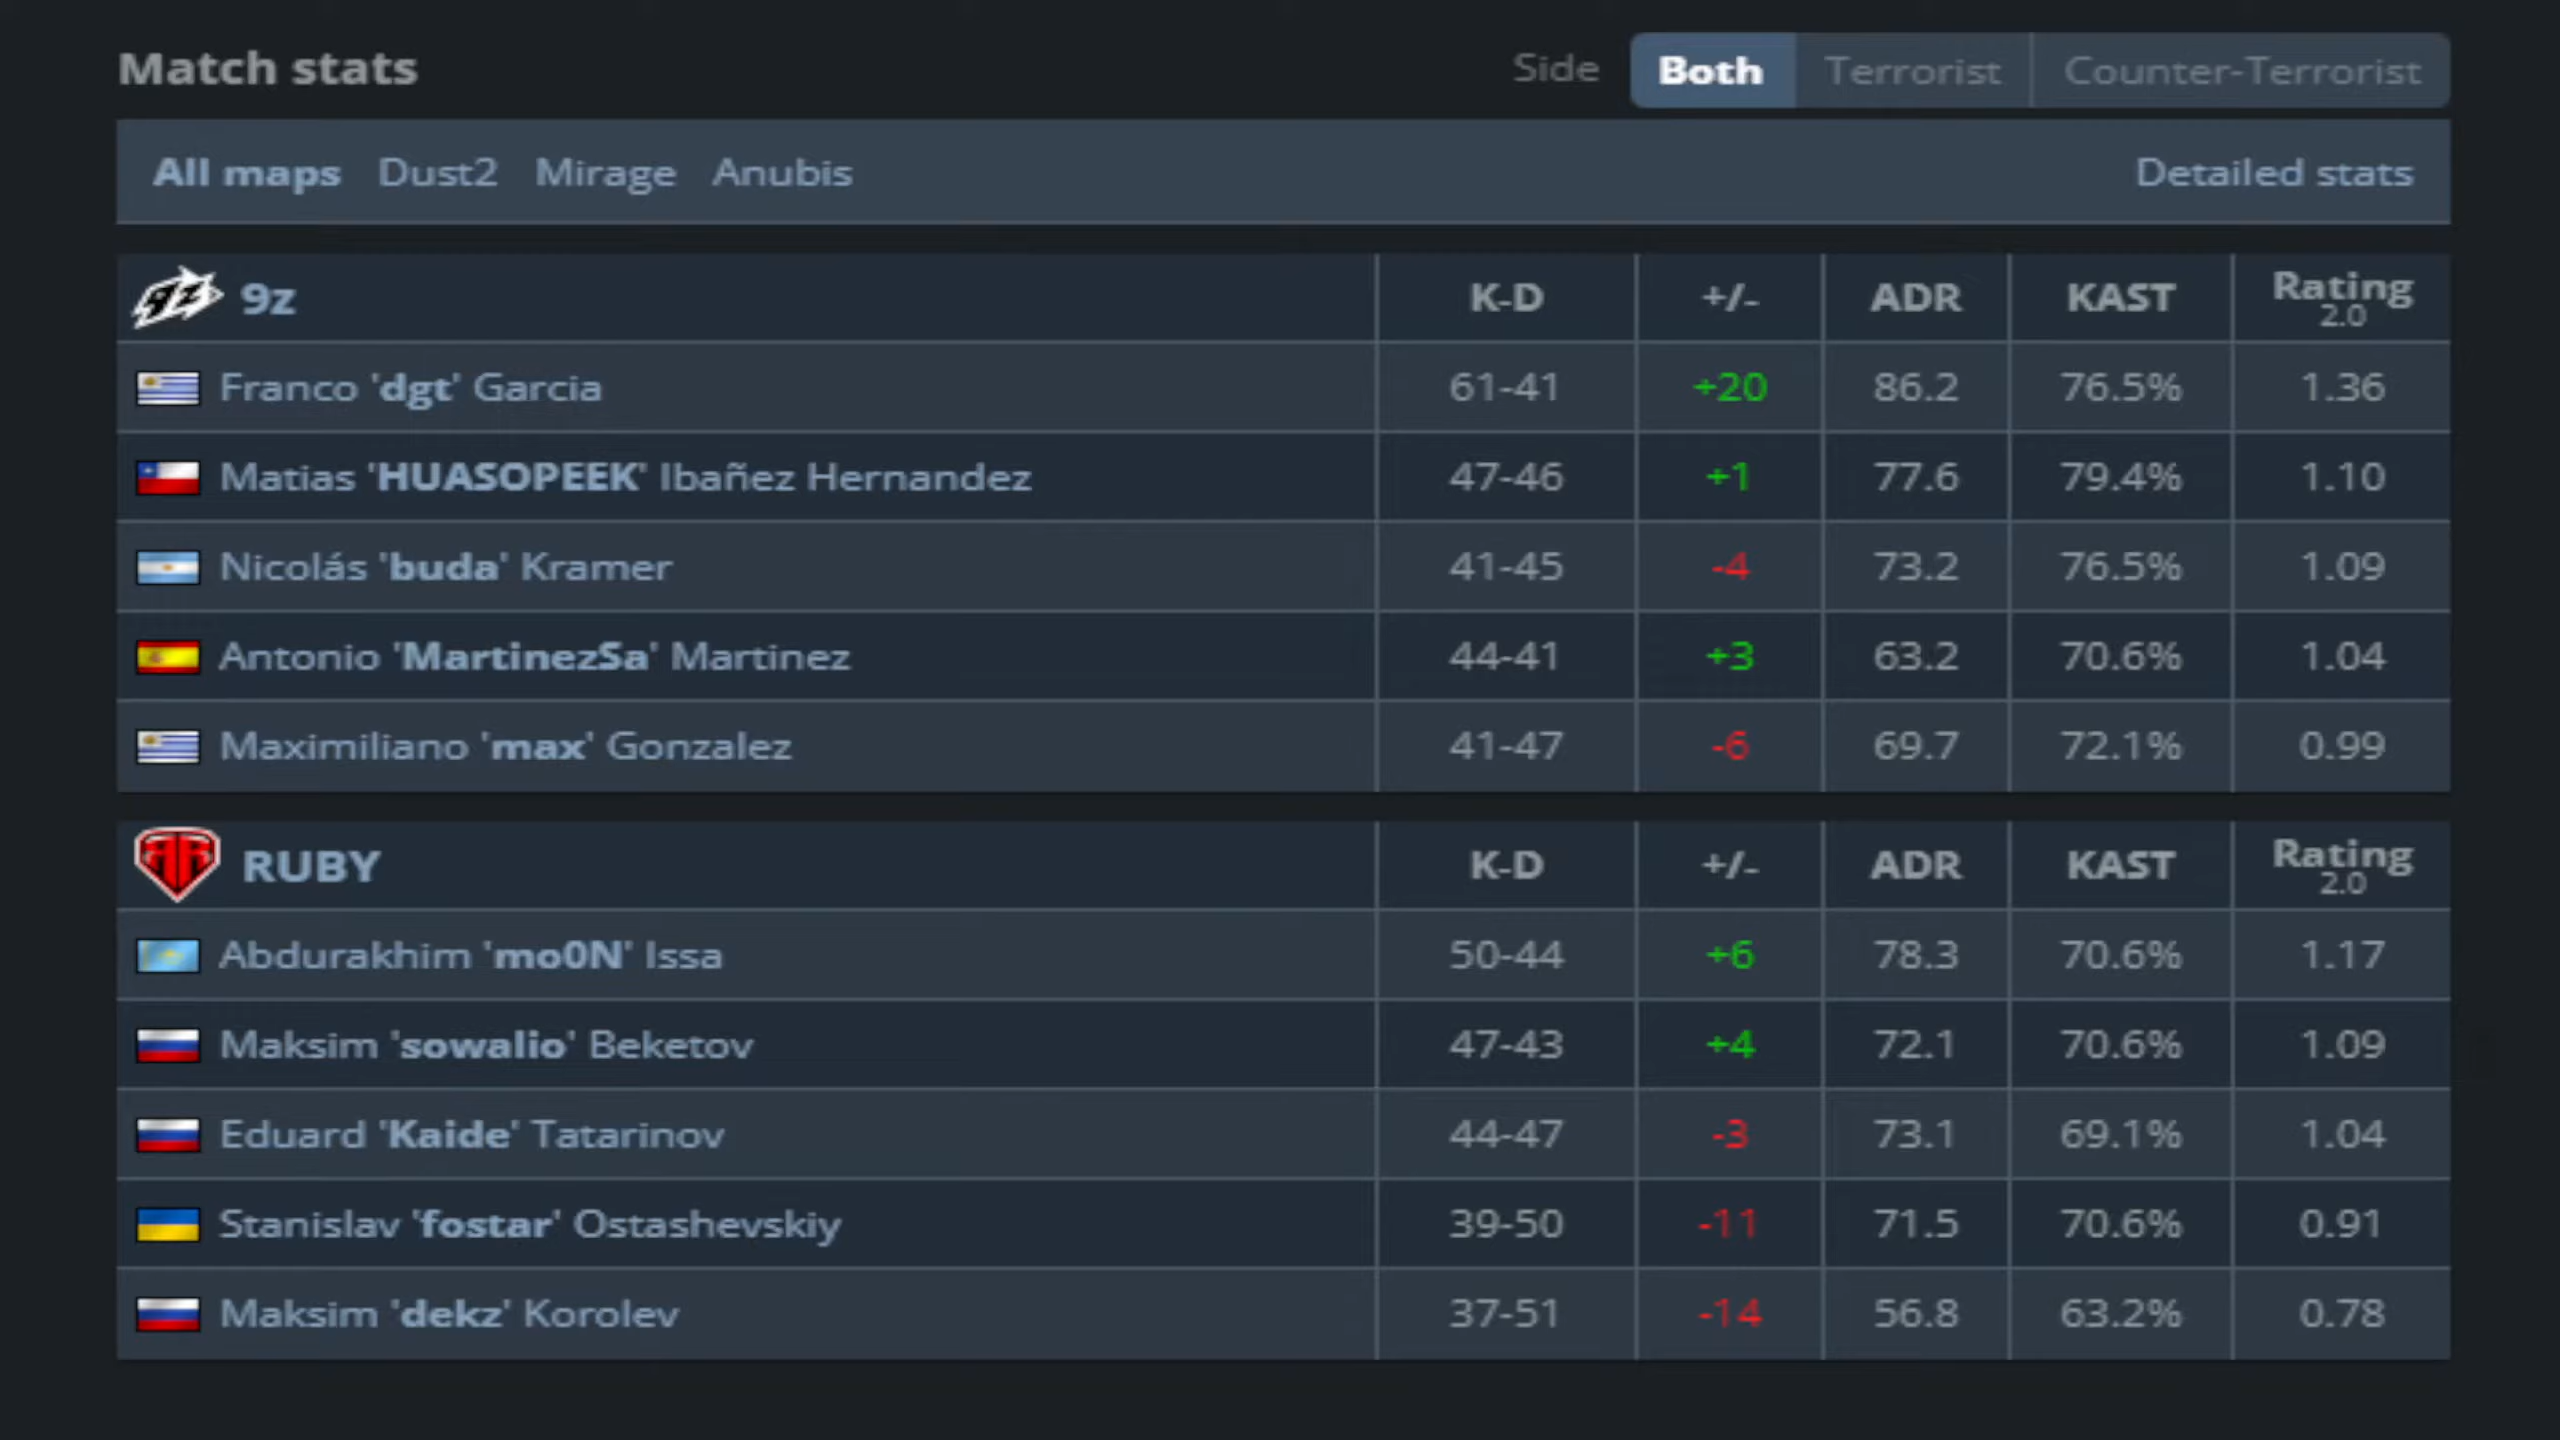 Match stats Side Both Terrorist Counter-Terrorist
All maps Dust2 Mirage Anubis Detailed stats
9z 9z K-D +/- ADR KAST Rating 2.0
Franco 'dgt' Garcia 61-41 +20 86.2 76.5% 1.36
Matias 'HUASOPEEK' Ibañez Hernandez 47-46 +1 77.6 79.4% 1.10
Nicolás 'buda' Kramer 41-45 -4 73.2 76.5% 1.09
Antonio 'MartinezSa' Martinez 44-41 +3 63.2 70.6% 1.04
Maximiliano 'max' Gonzalez 41-47 -6 69.7 72.1% 0.99
RUBY K-D +/- ADR KAST Rating 2.0
Abdurakhim 'mo0N' Issa 50-44 +6 78.3 70.6% 1.17
Maksim 'sowalio' Beketov 47-43 +4 72.1 70.6% 1.09
Eduard 'Kaide' Tatarinov 44-47 -3 73.1 69.1% 1.04
Stanislav 'fostar' Ostashevskiy 39-50 -11 71.5 70.6% 0.91
Maksim 'dekz' Korolev 37-51 -14 56.8 63.2% 0.78